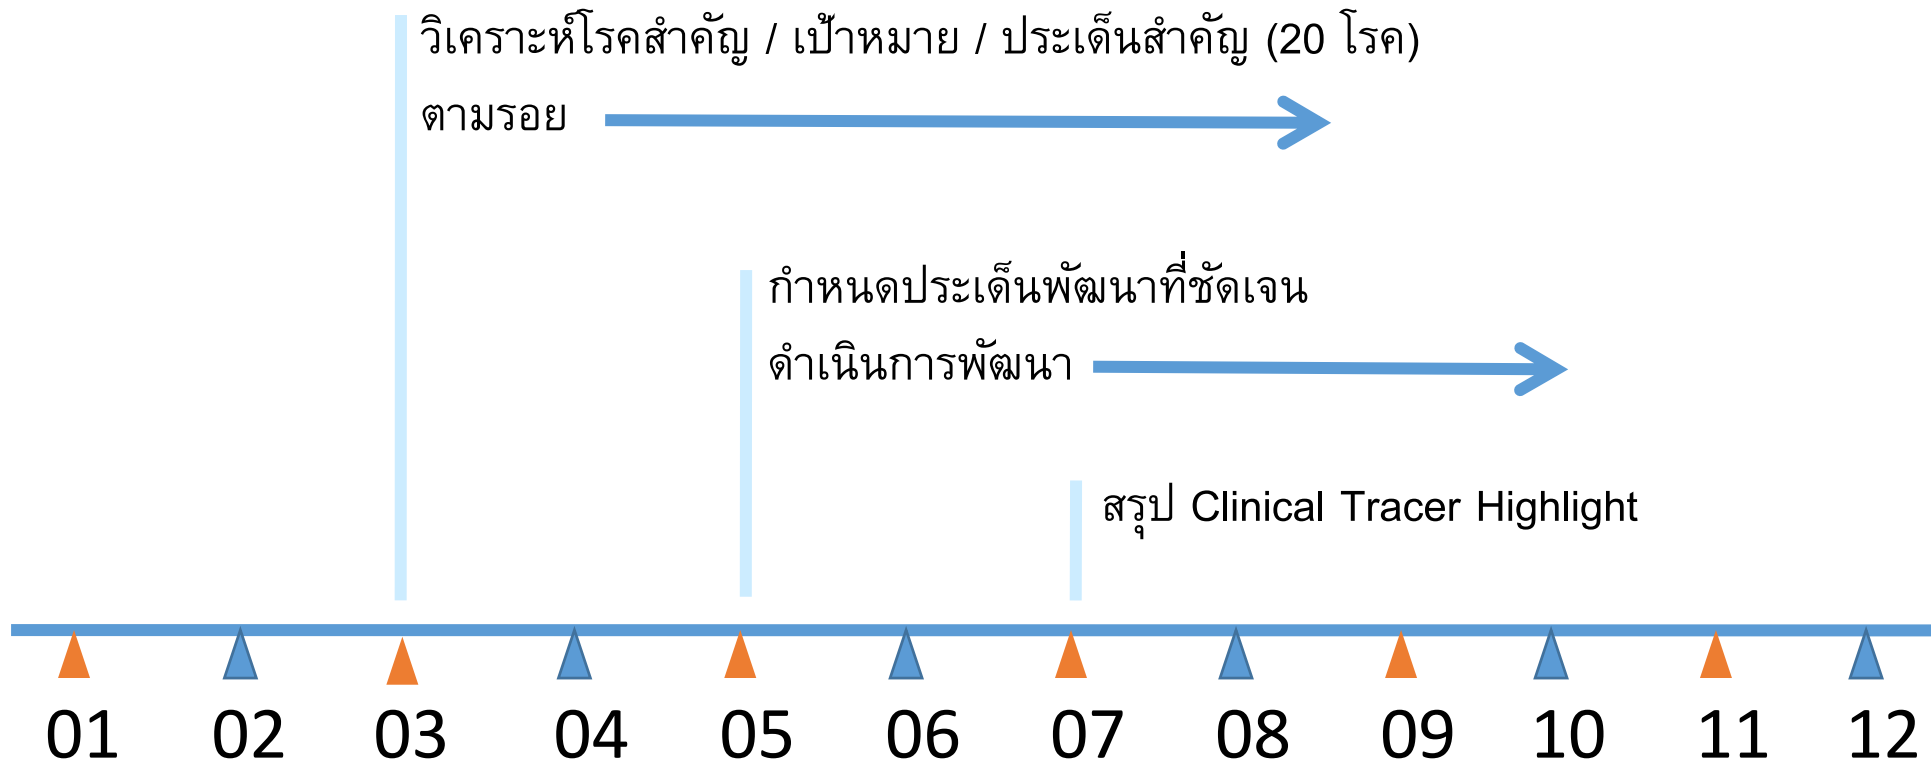 วิเคราะห์โรคสำคัญ / เป้าหมาย / ประเด็นสำคัญ (20 โรค)
ตามรอย
กำหนดประเด็นพัฒนาที่ชัดเจน
ดำเนินการพัฒนา
สรุป Clinical Tracer Highlight
01 02 03 04 05 06 07 08 09 10 11 12